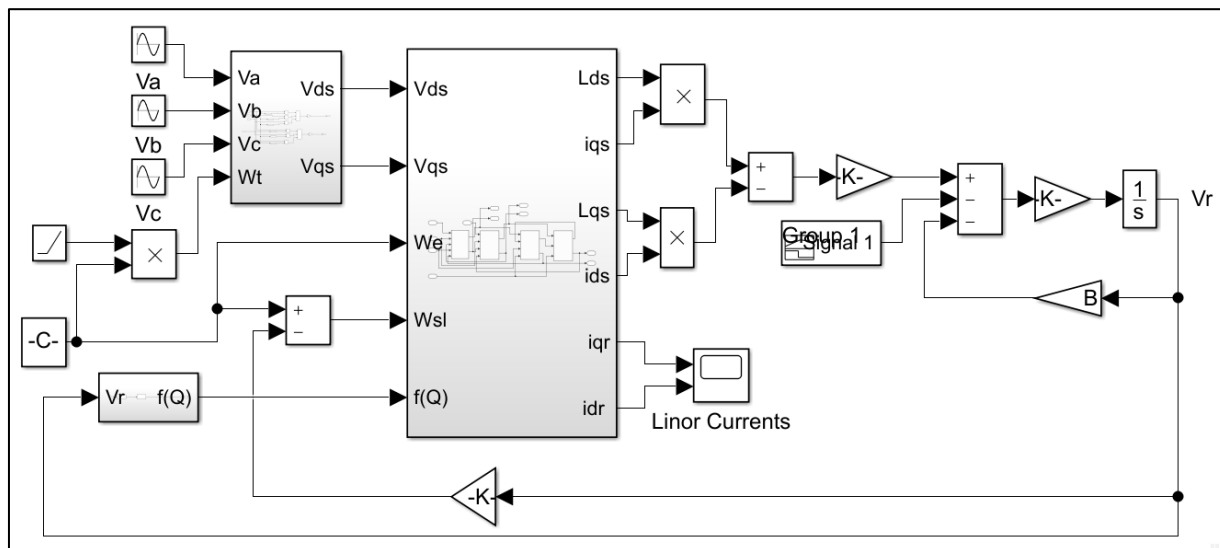 Va
Vb
Vc
Va
Vb
Vc
Wt
Vds
Vqs
-C-
Vr
f(Q)
Vds
Vqs
We
Wsl
f(Q)
Lds
iqs
Lqs
ids
iqr
idr
Linor Currents
+
−
+
−
-K-
Group 1
Signal 1
+
−
−
-K-
1
s
Vr
B
-K-